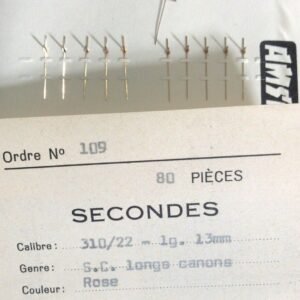 AMS
Ordre No 109
80 PIÈCES
SECONDES
Calibre: 310/22 - lg. 13mm
Genre: S.C. longs canons
Couleur: Rose